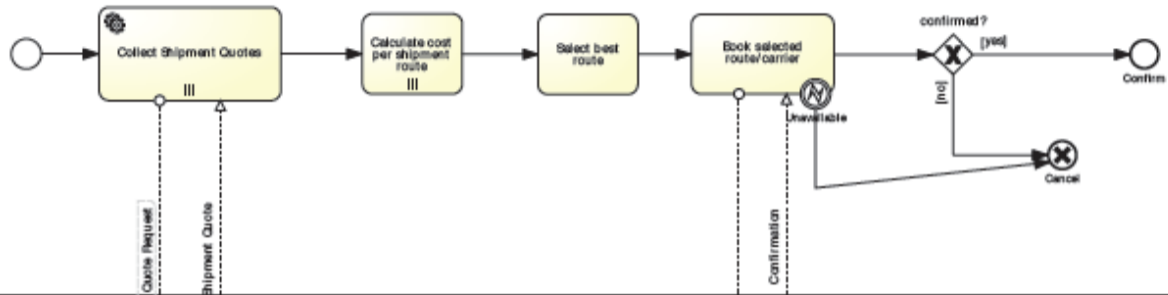 Collect Shipment Quotes
Calculate cost
per shipment
route
Select best
route
Book selected
route/carrier
Unavailable
confirmed?
[yes]
[no]
Confirm
Cancel
Quote Request
Shipment Quote
Confirmation